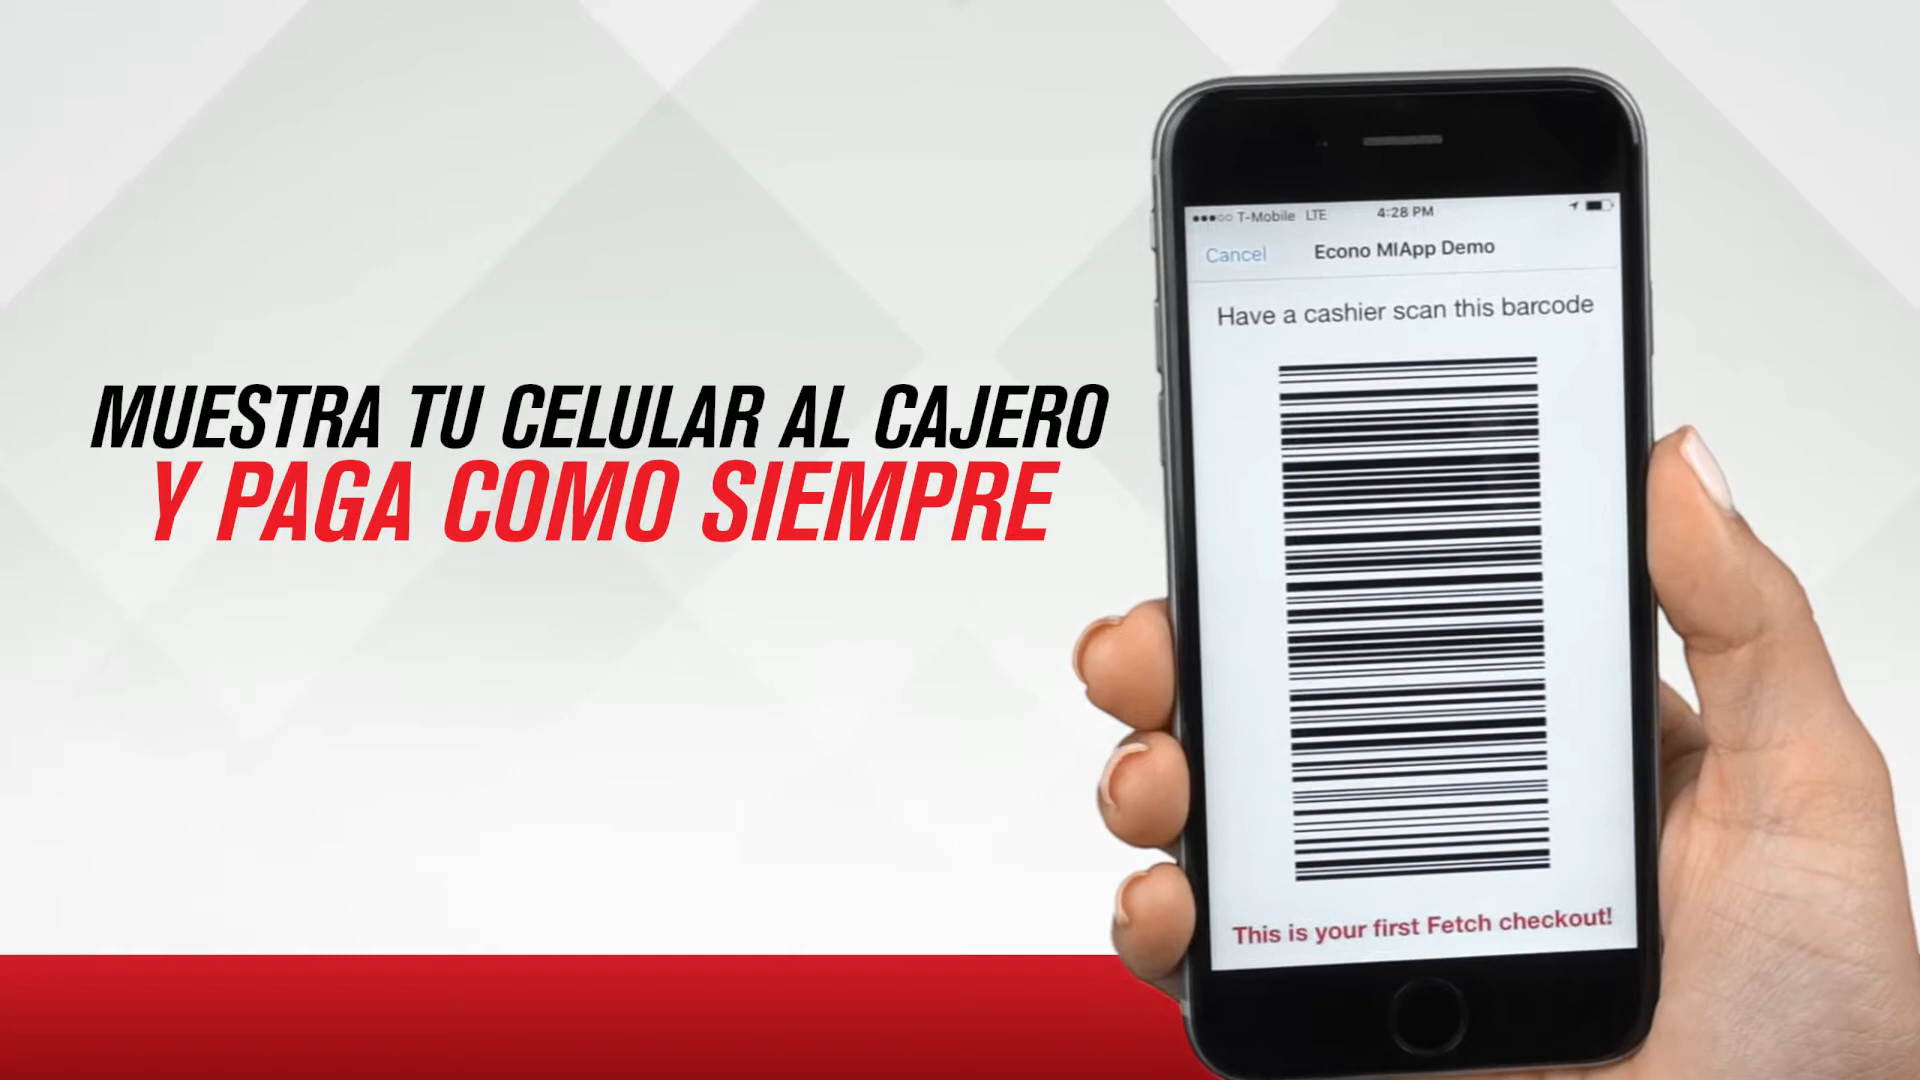 MUESTRA TU CELULAR AL CAJERO
Y PAGA COMO SIEMPRE
T-Mobile LTE 4:28 PM
Cancel Econo MIApp Demo
Have a cashier scan this barcode
This is your first Fetch checkout!